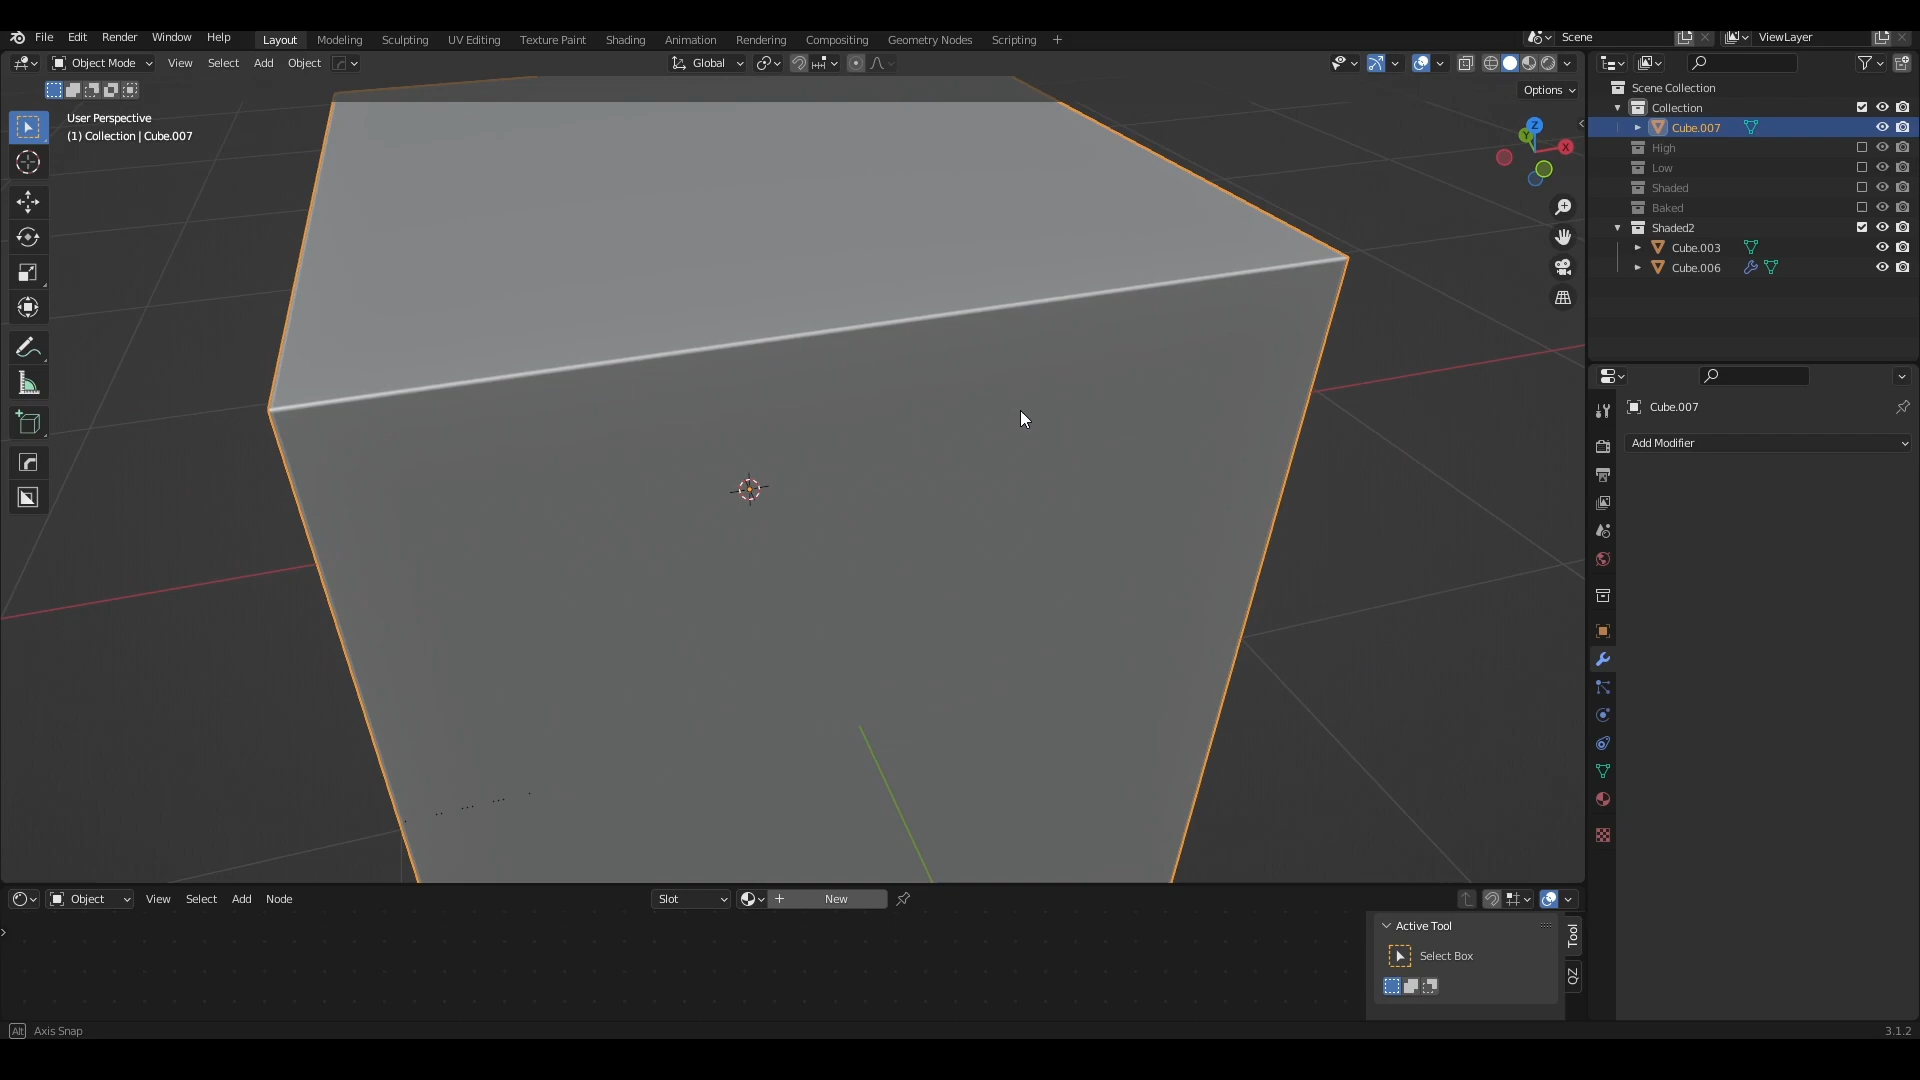 File Edit Render Window Help Layout Modeling Sculpting UV Editing Texture Paint Shading Animation Rendering Compositing Geometry Nodes Scripting + Scene ViewLayer
Object Mode View Select Add Object Global
Options
User Perspective
(1) Collection | Cube.007
Z
Y
X
Scene Collection
Collection
Cube.007
High
Low
Shaded
Baked
Shaded2
Cube.003
Cube.006
Cube.007
Add Modifier
Object View Select Add Node Slot New
Active Tool
Select Box
Tool
QZ
Alt Axis Snap
3.1.2